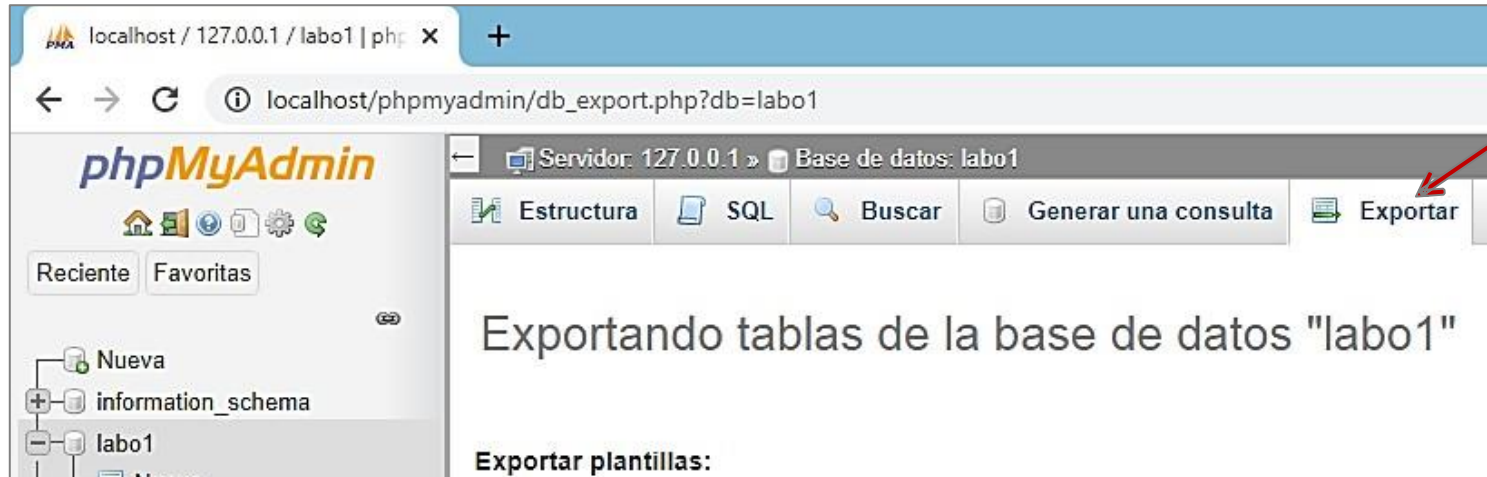 PMA localhost / 127.0.0.1 / labo1 | php
localhost/phpmyadmin/db_export.php?db=labo1
phpMyAdmin
Reciente Favoritas
Nueva
information_schema
labo1
Servidor: 127.0.0.1 » Base de datos: labo1
Estructura SQL Buscar Generar una consulta Exportar
Exportando tablas de la base de datos "labo1"
Exportar plantillas: